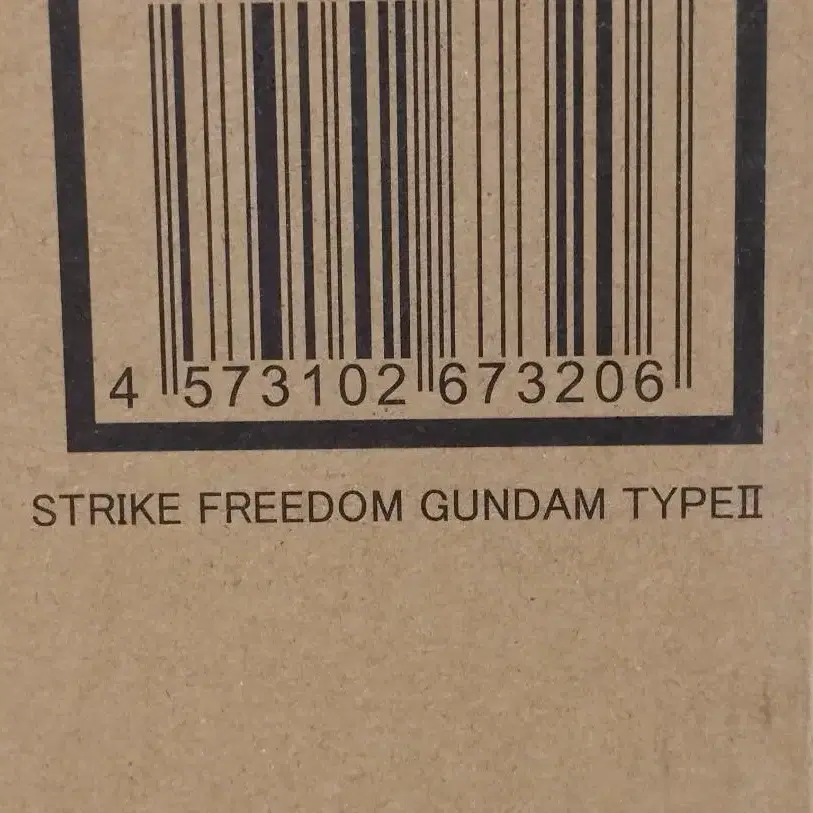 4 573102 673206
STRIKE FREEDOM GUNDAM TYPEⅡ